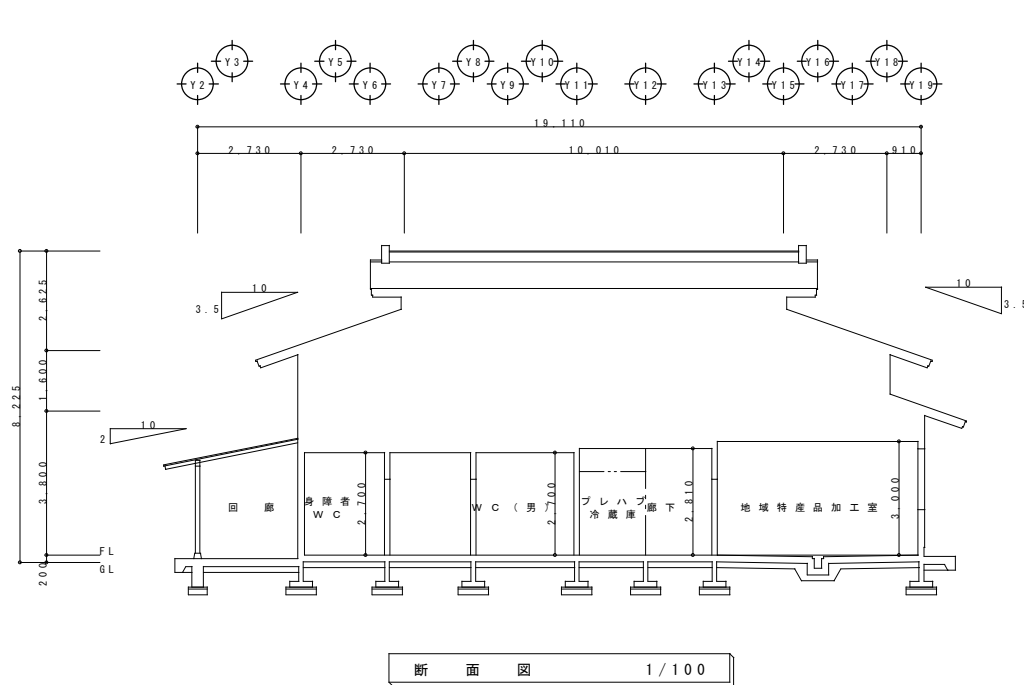 Y3 Y5 Y8 Y10 Y14 Y16 Y18
Y2 Y4 Y6 Y7 Y9 Y11 Y12 Y13 Y15 Y17 Y19
19,110
2,730 2,730 10,010 2,730 910
10
3.5
10
3.5
2,625
1,600
8,225
3,800
200
10
2
FL
GL
回廊
身障者
WC
2,700
WC(男)
2,700
プレハブ
冷蔵庫
廊下
2,810
地域特産品加工室
3,000
断面図 1/100